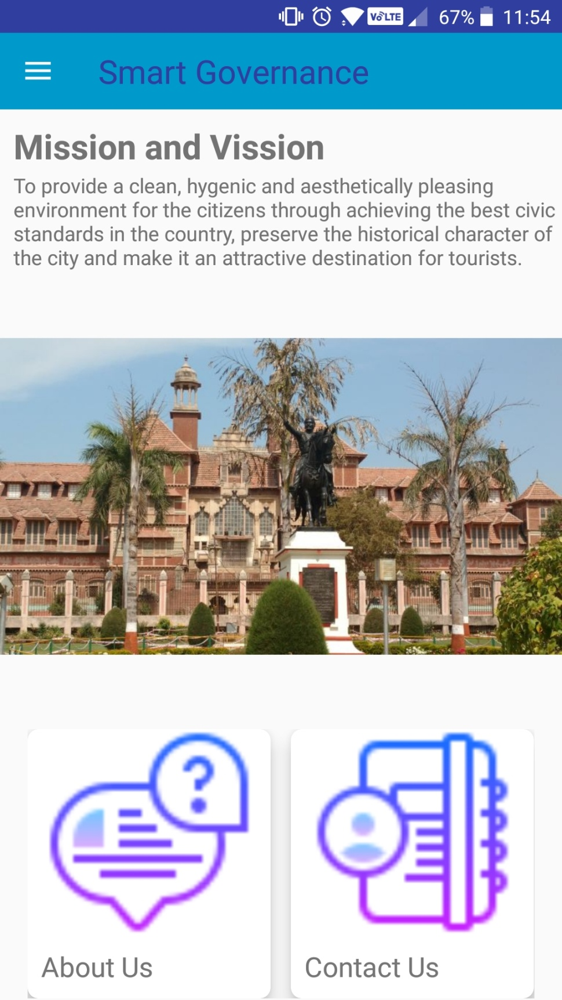 VoLTE 67% 11:54
Smart Governance
Mission and Vission
To provide a clean, hygenic and aesthetically pleasing
environment for the citizens through achieving the best civic
standards in the country, preserve the historical character of
the city and make it an attractive destination for tourists.
?
About Us
Contact Us